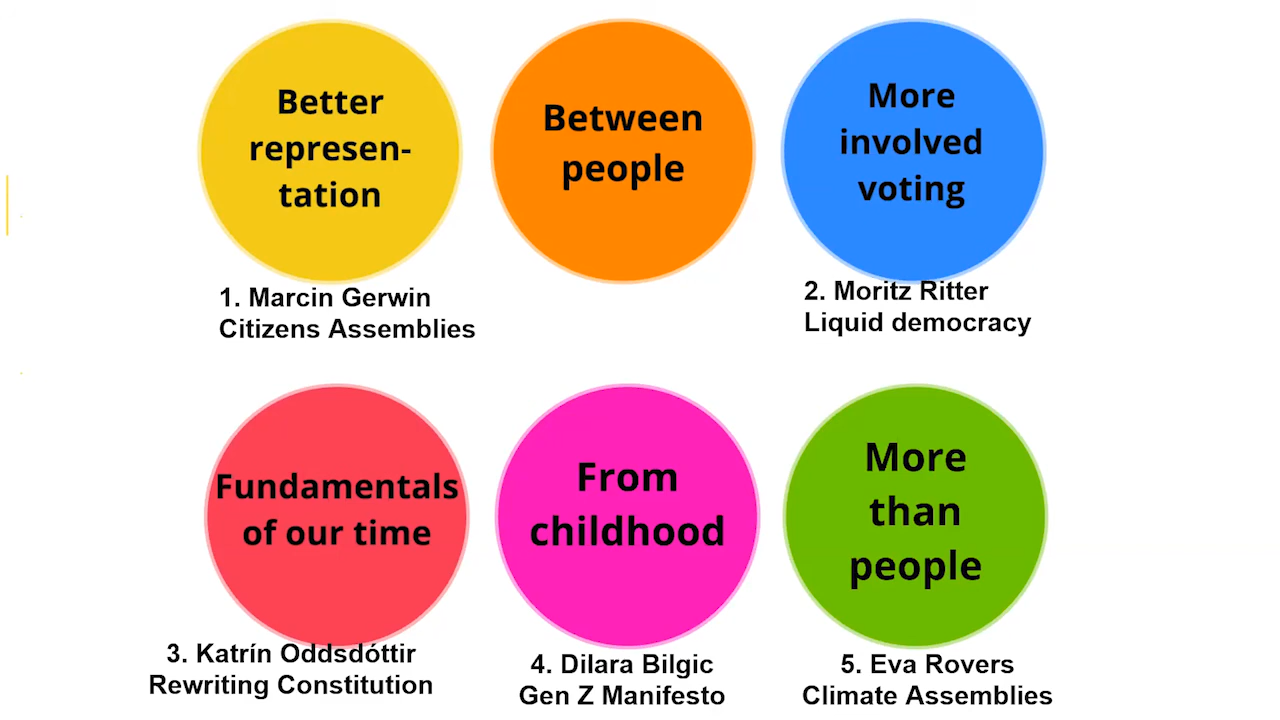 Better
represen-
tation
Between
people
More
involved
voting
1. Marcin Gerwin
Citizens Assemblies
2. Moritz Ritter
Liquid democracy
Fundamentals
of our time
From
childhood
More
than
people
3. Katrín Oddsdóttir
Rewriting Constitution
4. Dilara Bilgic
Gen Z Manifesto
5. Eva Rovers
Climate Assemblies